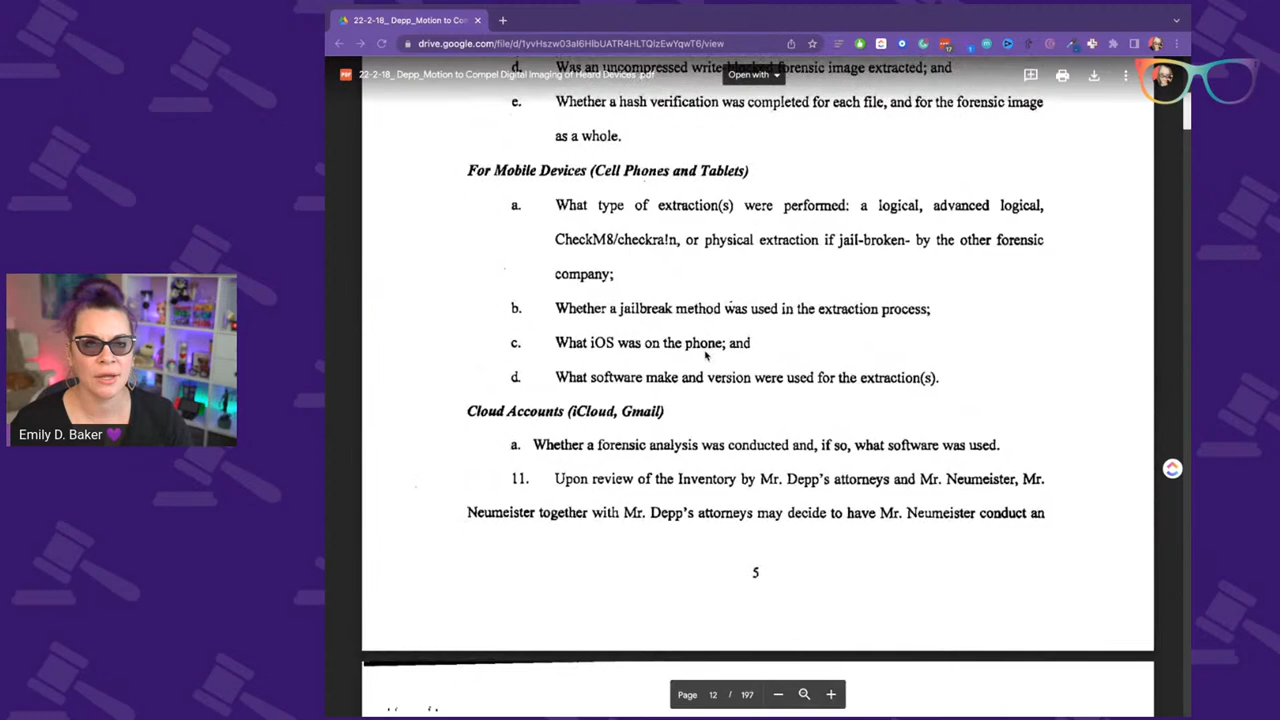 22-2-18_ Depp_Motion to Co
drive.google.com/file/d/1yvHszw03al6HlbUATR4HLTQlzEwYqwT6/view
22-2-18_ Depp_Motion to Compel Digital Imaging of Heard Devices .pdf
Open with
d. Was an uncompressed write-blocked forensic image extracted; and
e. Whether a hash verification was completed for each file, and for the forensic image
as a whole.
For Mobile Devices (Cell Phones and Tablets)
a. What type of extraction(s) were performed: a logical, advanced logical,
CheckM8/checkra!n, or physical extraction if jail-broken- by the other forensic
company;
b. Whether a jailbreak method was used in the extraction process;
c. What iOS was on the phone; and
d. What software make and version were used for the extraction(s).
Cloud Accounts (iCloud, Gmail)
a. Whether a forensic analysis was conducted and, if so, what software was used.
11. Upon review of the Inventory by Mr. Depp's attorneys and Mr. Neumeister, Mr.
Neumeister together with Mr. Depp's attorneys may decide to have Mr. Neumeister conduct an
5
Page 12 / 197
Emily D. Baker 💜